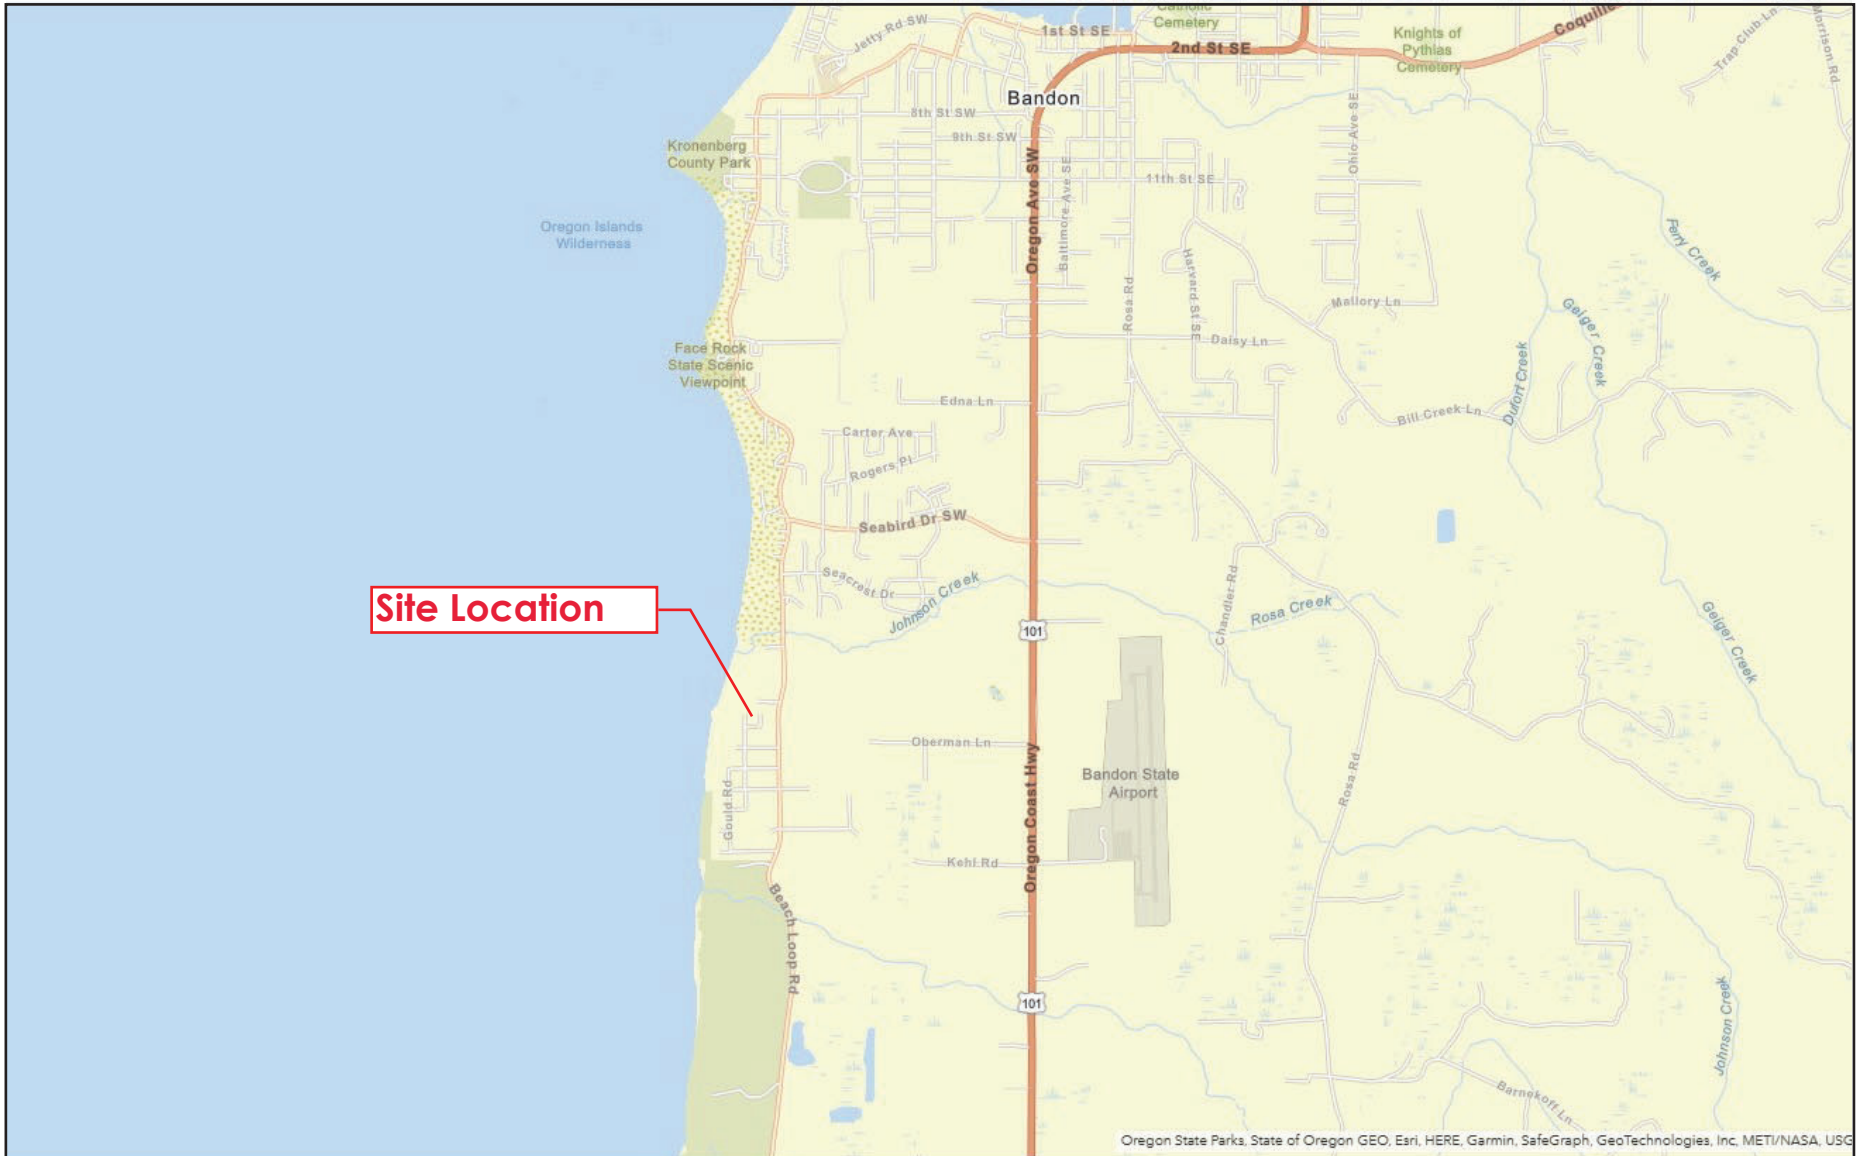 Catholic
Cemetery
Jetty Rd SW
1st St SE
2nd St SE
Knights of
Pythias
Cemetery
Trap Club Ln
Morrison Rd
Bandon
8th St SW
9th St SW
Kronenberg
County Park
Oregon Ave SW
Baltimore Ave SE
11th St SE
Ohio Ave SE
Oregon Islands
Wilderness
Ferry Creek
Rosa Rd
Harvard St SE
Mallory Ln
Geiger Creek
Daisy Ln
Face Rock
State Scenic
Viewpoint
Dufort Creek
Edna Ln
Bill Creek Ln
Carter Ave
Rogers Pl
Seabird Dr SW
Seacrest Dr
Johnson Creek
Chandler Rd
Rosa Creek
Geiger Creek
Site Location
101
Oberman Ln
Oregon Coast Hwy
Bandon State
Airport
Gould Rd
Rosa Rd
Kehl Rd
Beach Loop Rd
101
Johnson Creek
Barnekoff Ln
Oregon State Parks, State of Oregon GEO, Esri, HERE, Garmin, SafeGraph, GeoTechnologies, Inc, METI/NASA, USG